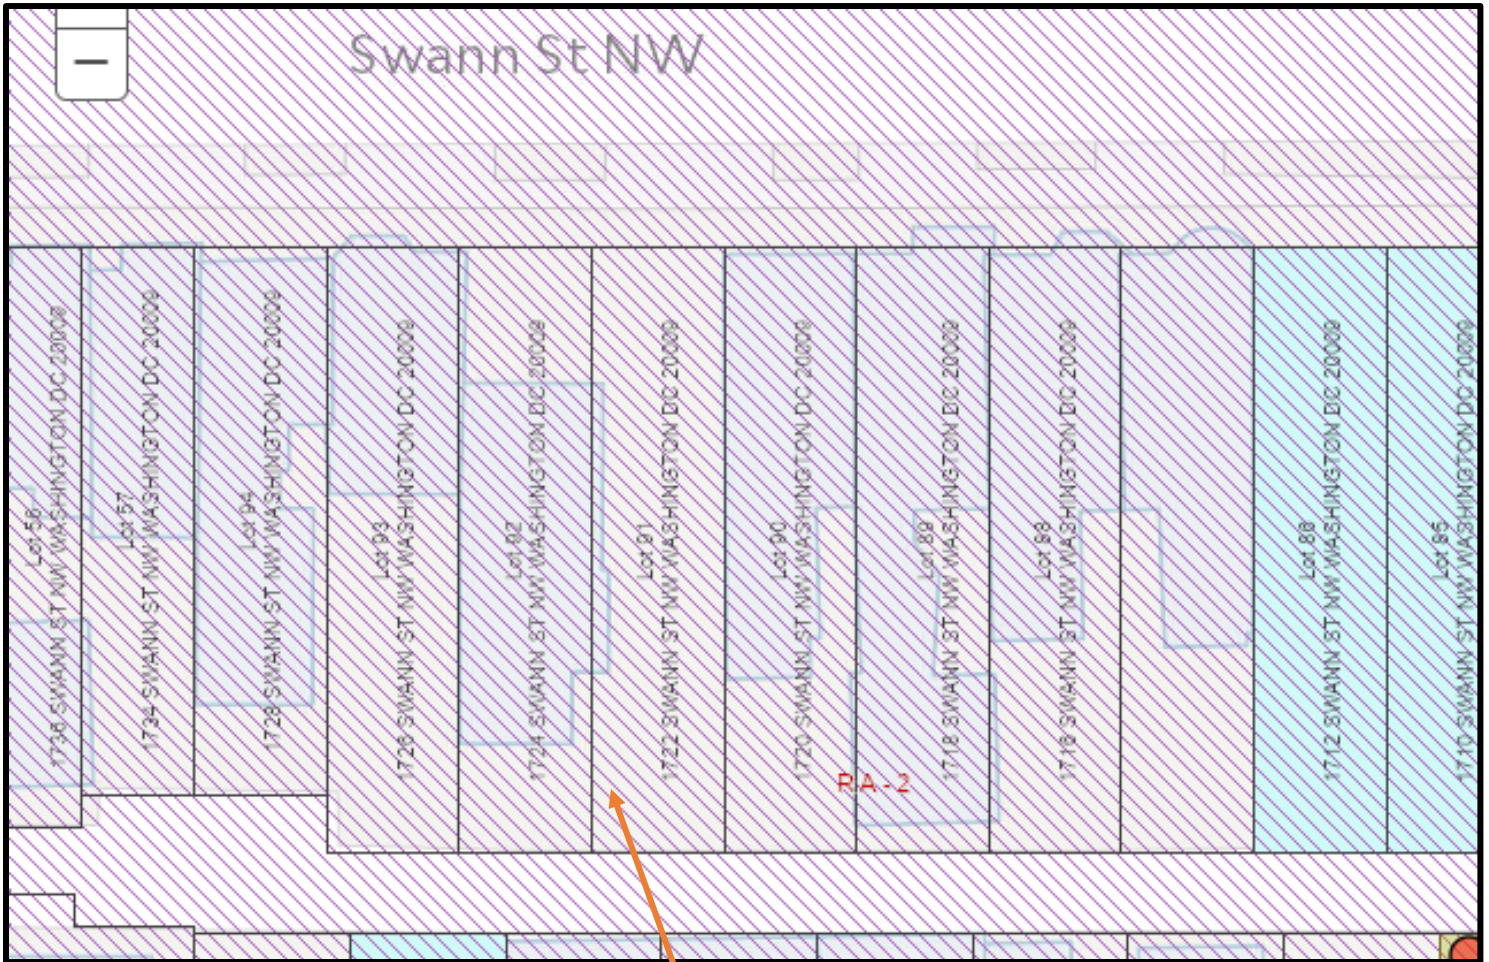 Swann St NW
Lot 56
1736 SWANN ST NW WASHINGTON DC 20009
Lot 57
1734 SWANN ST NW WASHINGTON DC 20009
Lot 94
1728 SWANN ST NW WASHINGTON DC 20009
Lot 93
1726 SWANN ST NW WASHINGTON DC 20009
Lot 92
1724 SWANN ST NW WASHINGTON DC 20009
Lot 91
1722 SWANN ST NW WASHINGTON DC 20009
Lot 90
1720 SWANN ST NW WASHINGTON DC 20009
Lot 89
1718 SWANN ST NW WASHINGTON DC 20009
Lot 88
1716 SWANN ST NW WASHINGTON DC 20009
Lot 86
1712 SWANN ST NW WASHINGTON DC 20009
Lot 85
1710 SWANN ST NW WASHINGTON DC 20009
RA-2